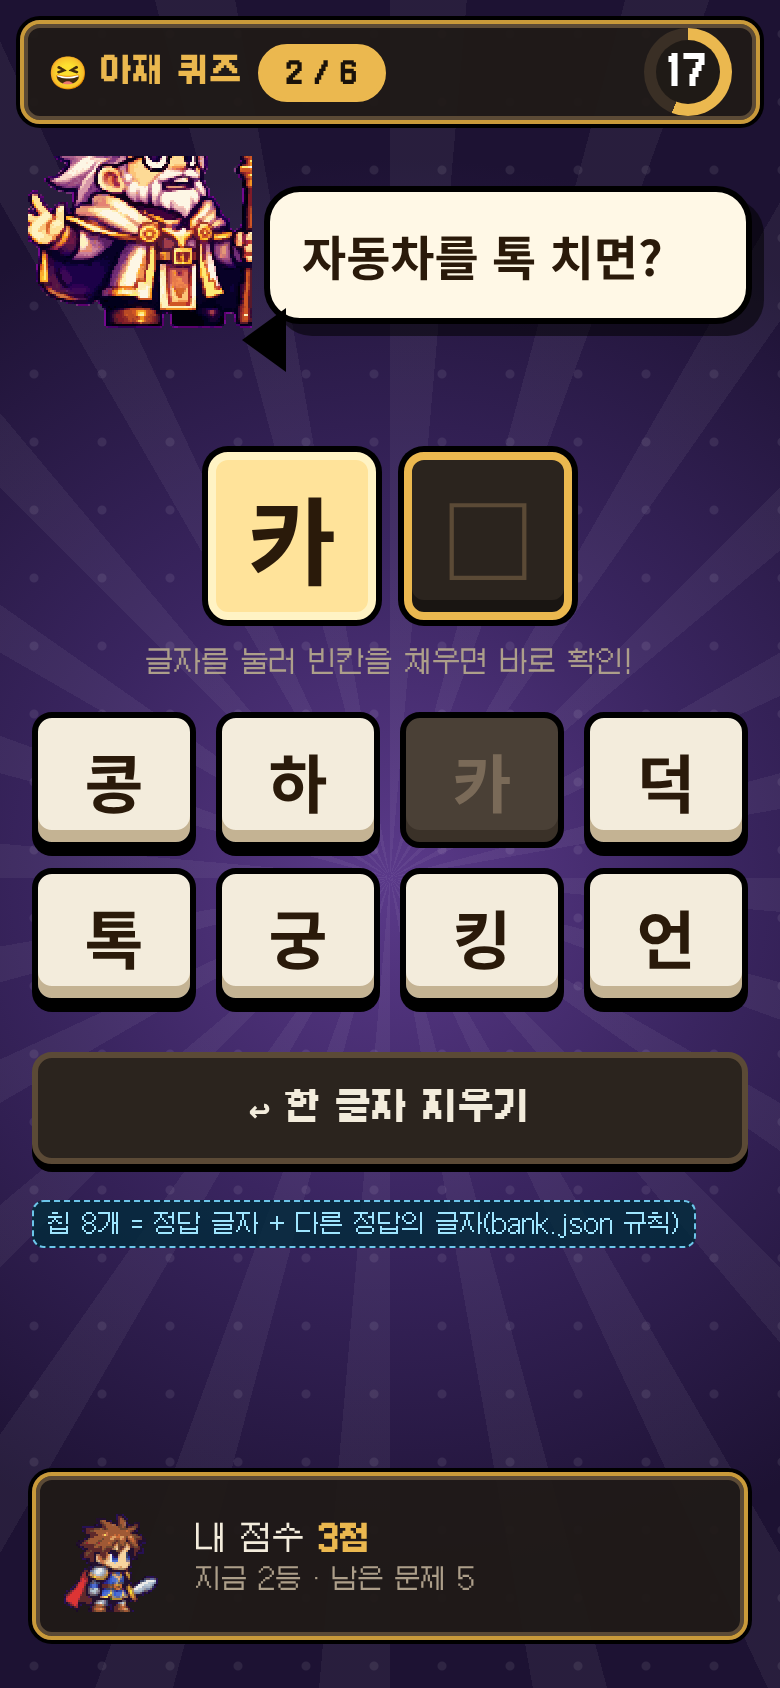 😆 아재 퀴즈 2 / 6 17
자동차를 톡 치면?
카
글자를 눌러 빈칸을 채우면 바로 확인!
콩 하 카 덕
톡 궁 킹 언
↩ 한 글자 지우기
칩 8개 = 정답 글자 + 다른 정답의 글자(bank.json 규칙)
내 점수 3점
지금 2등 · 남은 문제 5